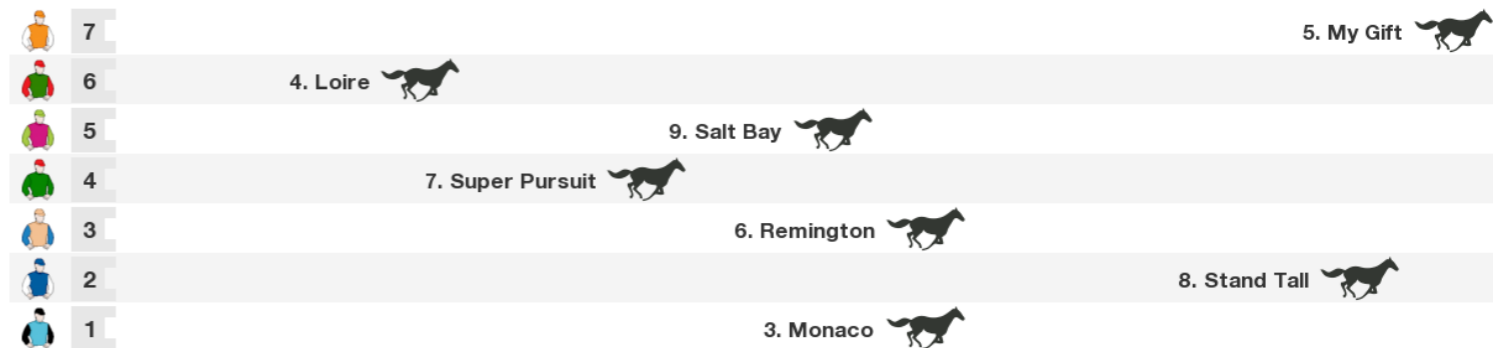 7 5. My Gift
6 4. Loire
5 9. Salt Bay
4 7. Super Pursuit
3 6. Remington
2 8. Stand Tall
1 3. Monaco